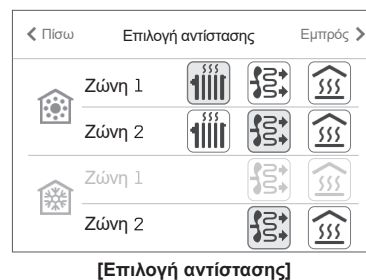 Πίσω Επιλογή αντίστασης Εμπρός
Ζώνη 1
Ζώνη 2
Ζώνη 1
Ζώνη 2
[Επιλογή αντίστασης]